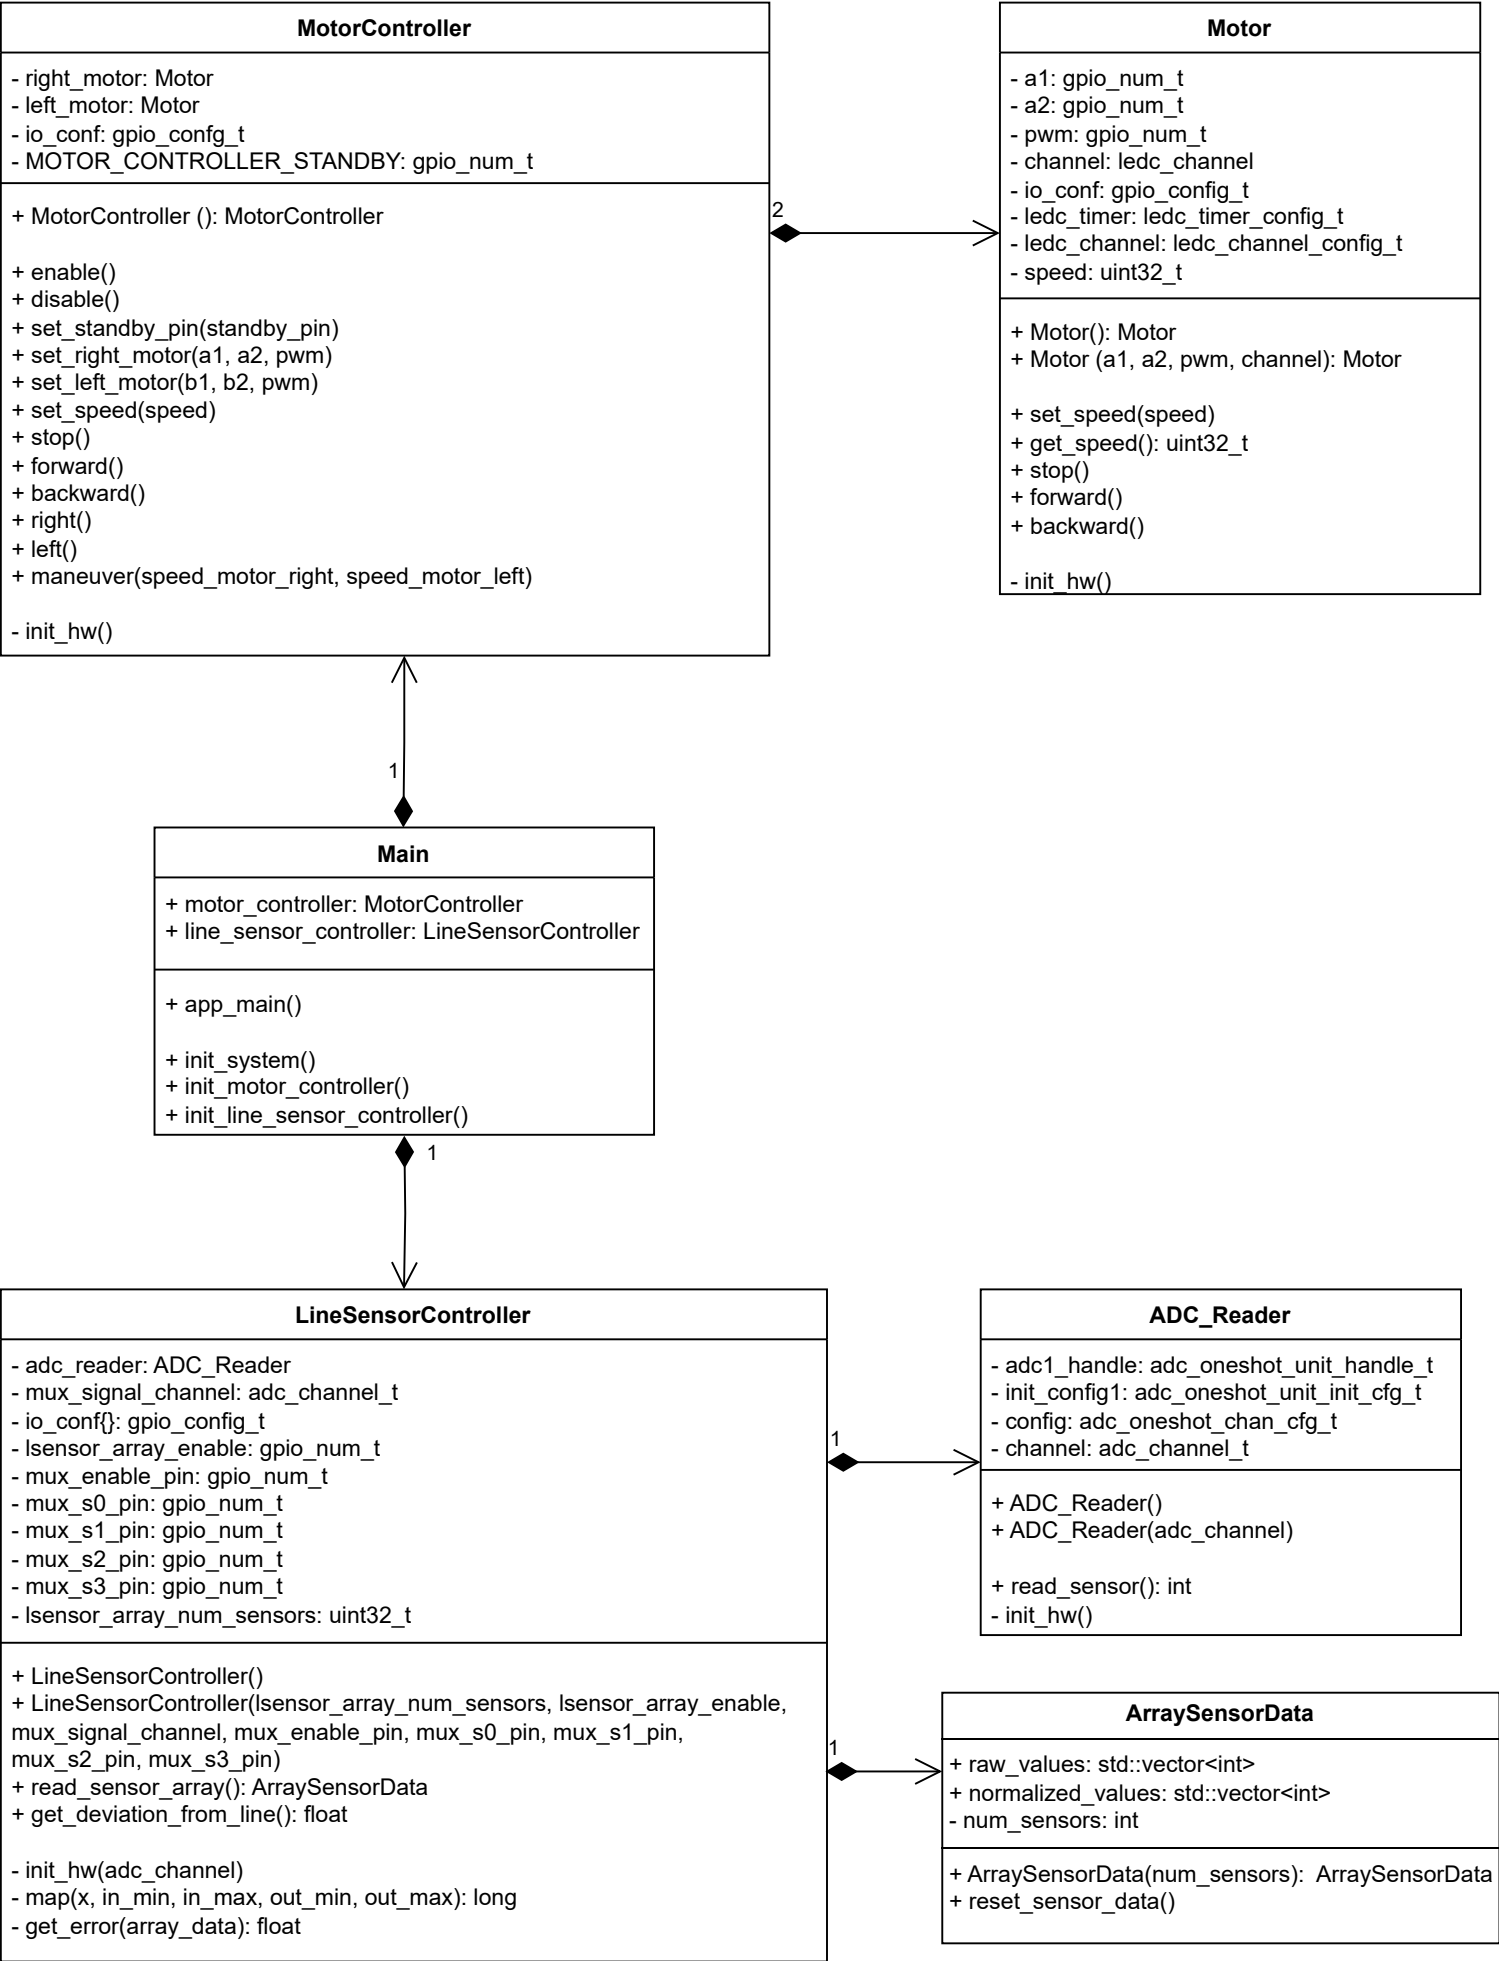 MotorController
- right_motor: Motor
- left_motor: Motor
- io_conf: gpio_confg_t
- MOTOR_CONTROLLER_STANDBY: gpio_num_t
+ MotorController (): MotorController
+ enable()
+ disable()
+ set_standby_pin(standby_pin)
+ set_right_motor(a1, a2, pwm)
+ set_left_motor(b1, b2, pwm)
+ set_speed(speed)
+ stop()
+ forward()
+ backward()
+ right()
+ left()
+ maneuver(speed_motor_right, speed_motor_left)
- init_hw()
2
Motor
- a1: gpio_num_t
- a2: gpio_num_t
- pwm: gpio_num_t
- channel: ledc_channel
- io_conf: gpio_config_t
- ledc_timer: ledc_timer_config_t
- ledc_channel: ledc_channel_config_t
- speed: uint32_t
+ Motor(): Motor
+ Motor (a1, a2, pwm, channel): Motor
+ set_speed(speed)
+ get_speed(): uint32_t
+ stop()
+ forward()
+ backward()
- init_hw()
1
Main
+ motor_controller: MotorController
+ line_sensor_controller: LineSensorController
+ app_main()
+ init_system()
+ init_motor_controller()
+ init_line_sensor_controller()
1
LineSensorController
- adc_reader: ADC_Reader
- mux_signal_channel: adc_channel_t
- io_conf{}: gpio_config_t
- lsensor_array_enable: gpio_num_t
- mux_enable_pin: gpio_num_t
- mux_s0_pin: gpio_num_t
- mux_s1_pin: gpio_num_t
- mux_s2_pin: gpio_num_t
- mux_s3_pin: gpio_num_t
- lsensor_array_num_sensors: uint32_t
+ LineSensorController()
+ LineSensorController(lsensor_array_num_sensors, lsensor_array_enable,
mux_signal_channel, mux_enable_pin, mux_s0_pin, mux_s1_pin,
mux_s2_pin, mux_s3_pin)
+ read_sensor_array(): ArraySensorData
+ get_deviation_from_line(): float
- init_hw(adc_channel)
- map(x, in_min, in_max, out_min, out_max): long
- get_error(array_data): float
1
ADC_Reader
- adc1_handle: adc_oneshot_unit_handle_t
- init_config1: adc_oneshot_unit_init_cfg_t
- config: adc_oneshot_chan_cfg_t
- channel: adc_channel_t
+ ADC_Reader()
+ ADC_Reader(adc_channel)
+ read_sensor(): int
- init_hw()
1
ArraySensorData
+ raw_values: std::vector<int>
+ normalized_values: std::vector<int>
- num_sensors: int
+ ArraySensorData(num_sensors):  ArraySensorData
+ reset_sensor_data()